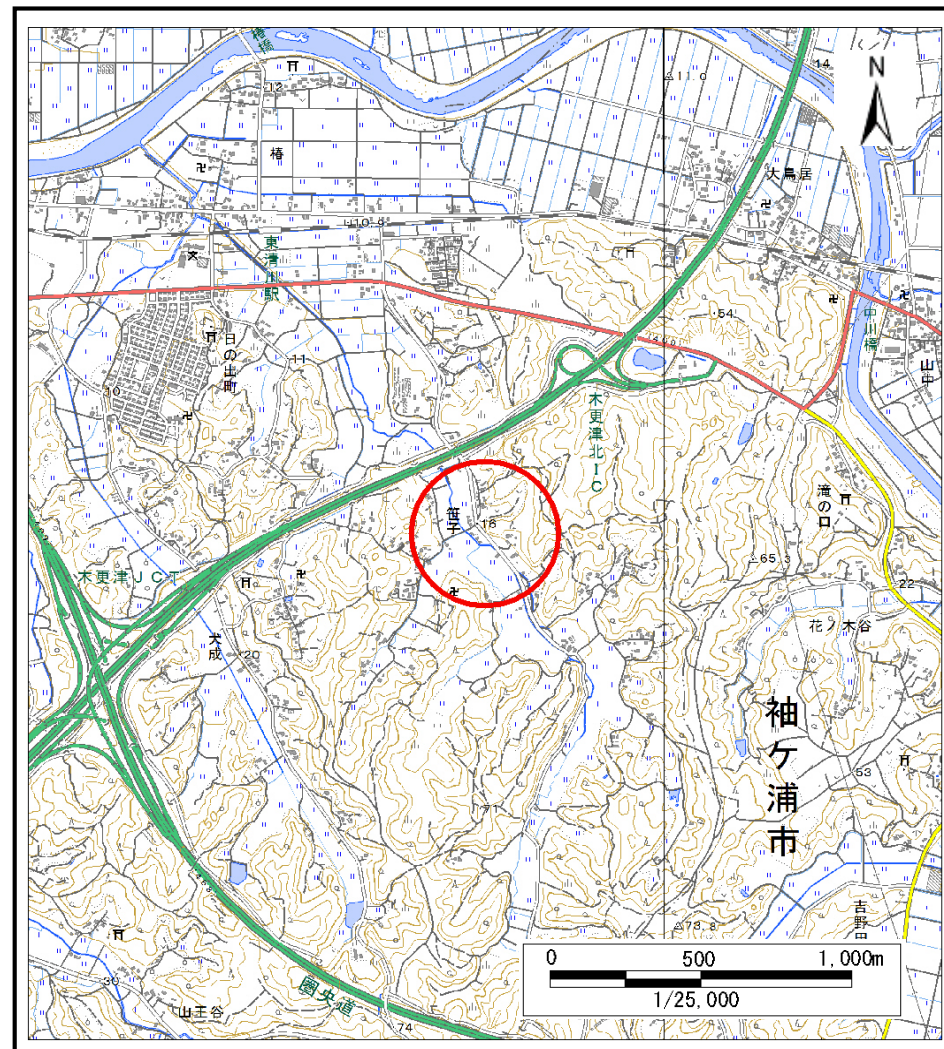 12
椿
11.0
14
N
大鳥居
10.9
東清川駅
54
中川橋
山中
日の出町
11
10
木更津北IC
滝の口
笹子
16
65.3
木更津JCT
22
花ノ木谷
犬成
20
袖ケ浦市
53
71
吉野田
73.8
0 500 1,000m
1/25,000
30
山王谷
圏央道
74